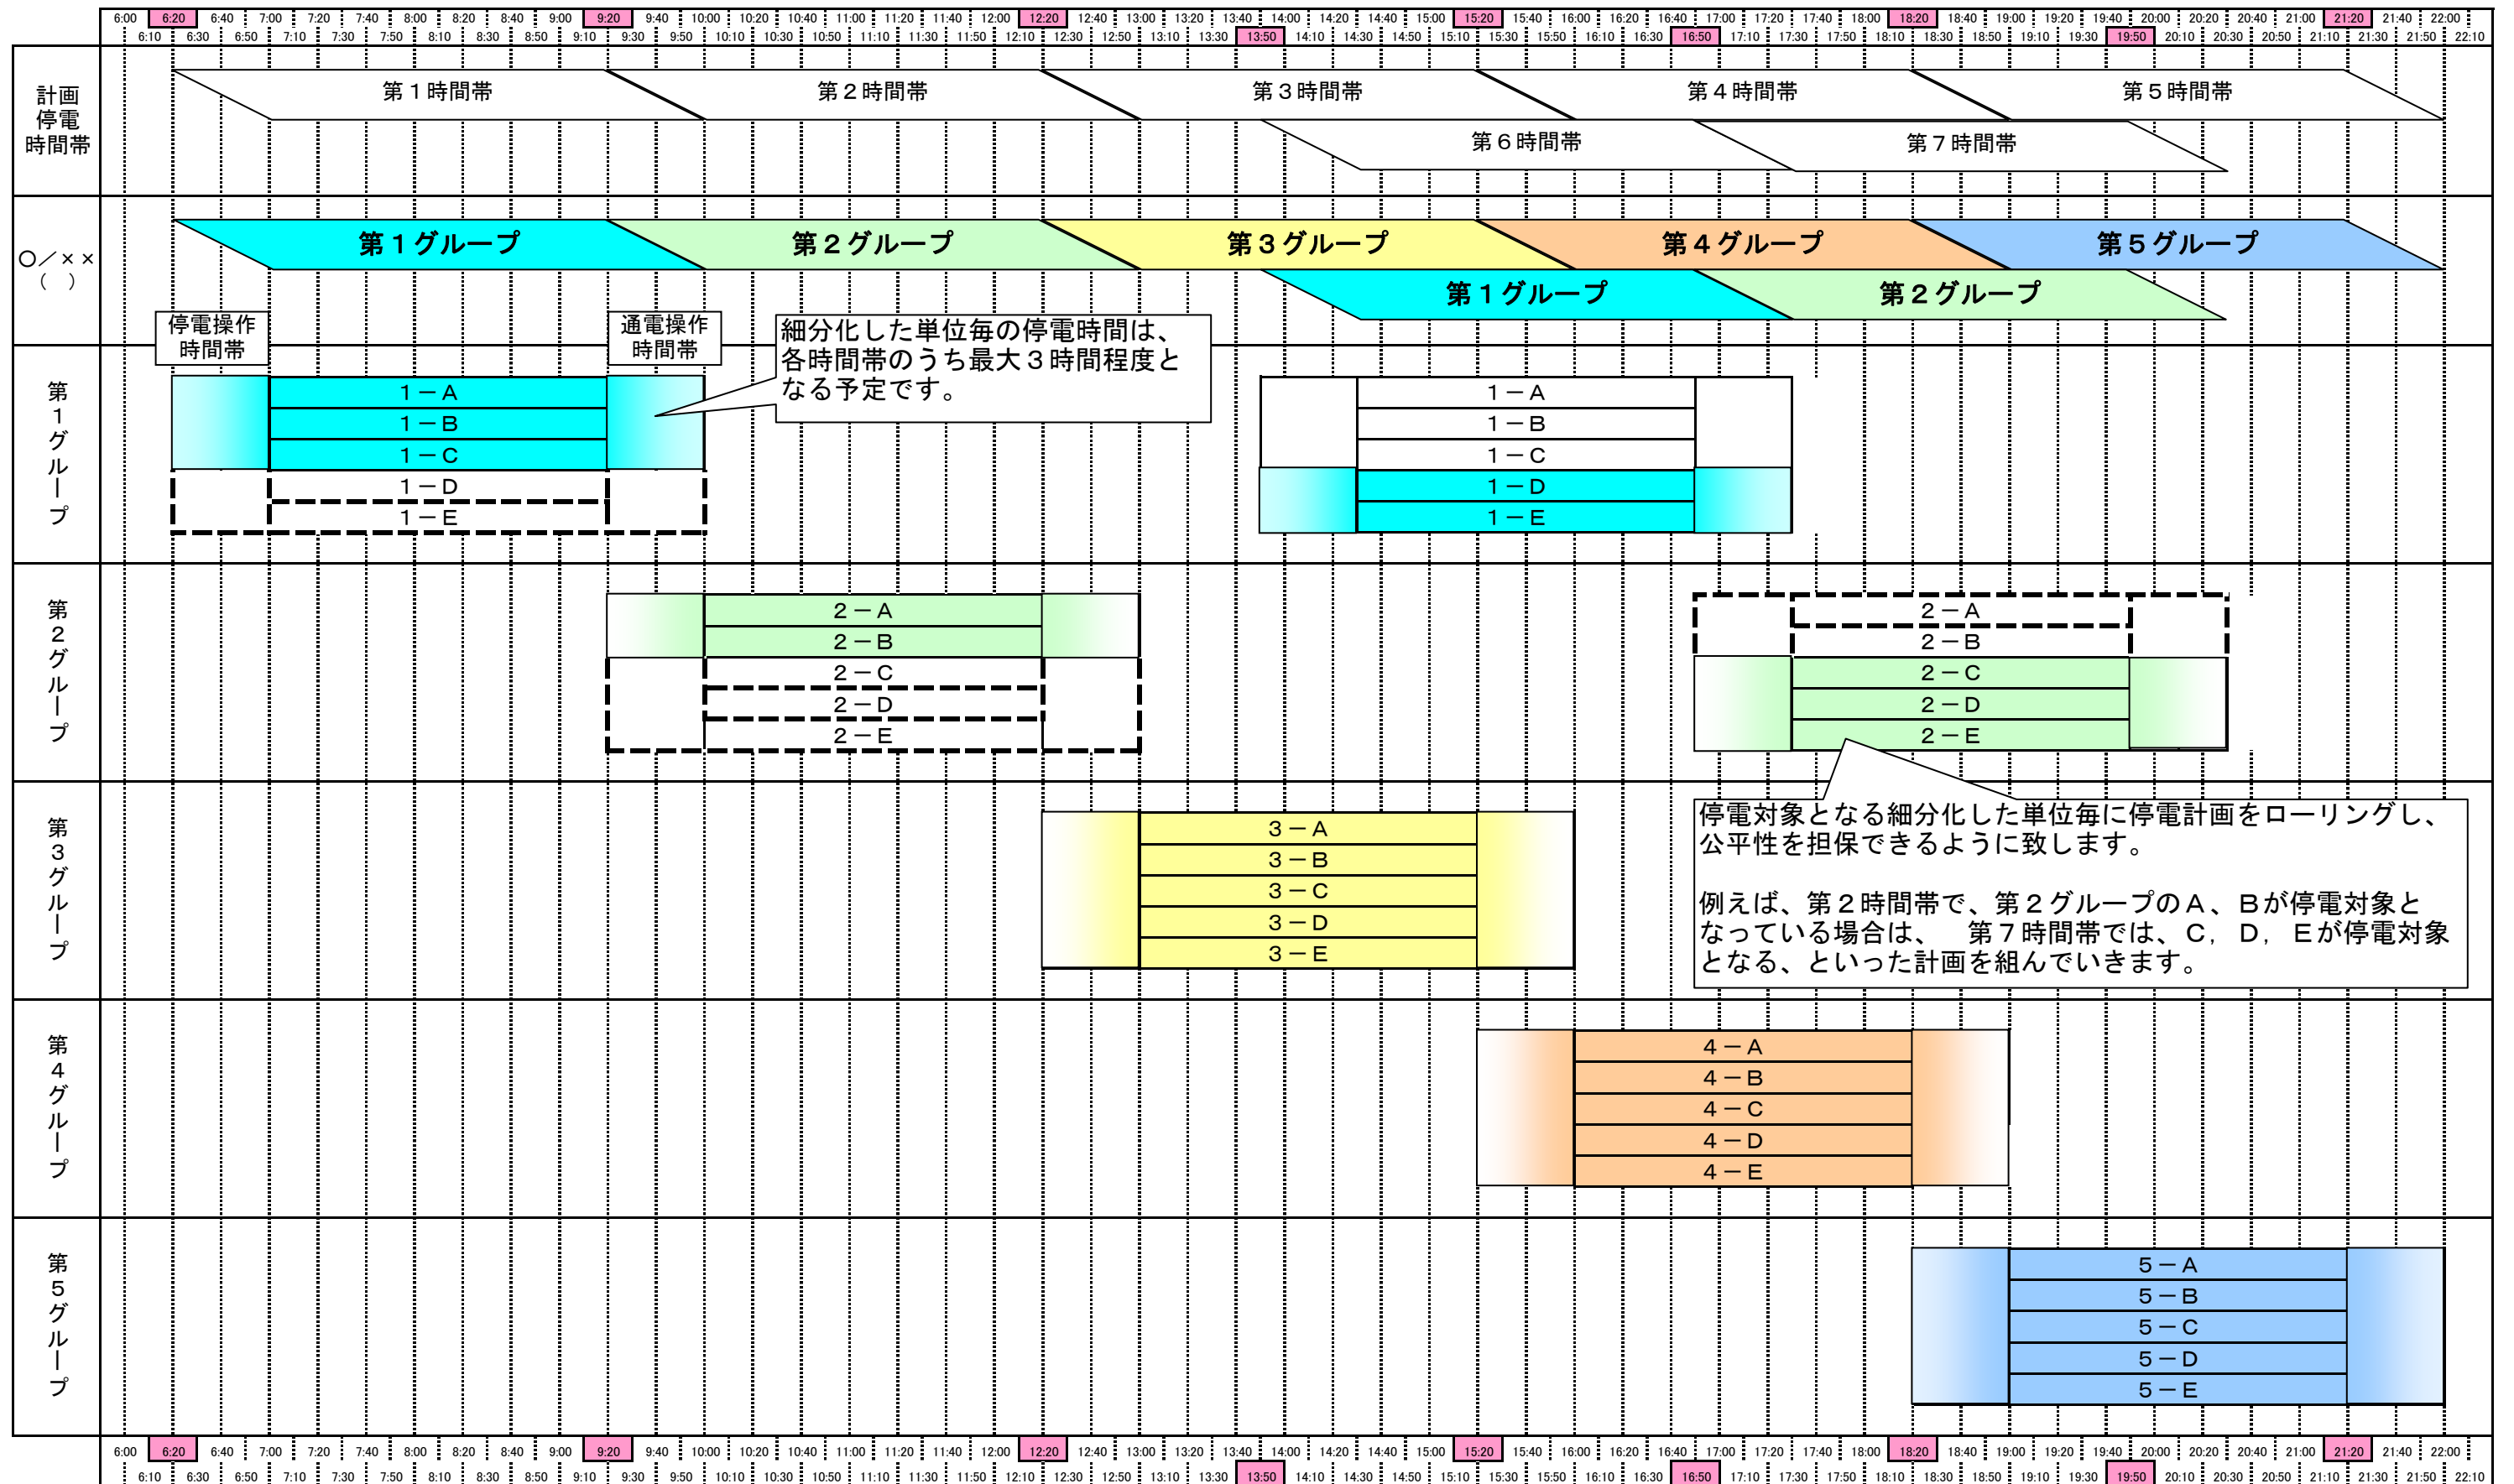 6:00 6:20 6:40 7:00 7:20 7:40 8:00 8:20 8:40 9:00 9:20 9:40 10:00 10:20 10:40 11:00 11:20 11:40 12:00 12:20 12:40 13:00 13:20 13:40 14:00 14:20 14:40 15:00 15:20 15:40 16:00 16:20 16:40 17:00 17:20 17:40 18:00 18:20 18:40 19:00 19:20 19:40 20:00 20:20 20:40 21:00 21:20 21:40 22:00
6:10 6:30 6:50 7:10 7:30 7:50 8:10 8:30 8:50 9:10 9:30 9:50 10:10 10:30 10:50 11:10 11:30 11:50 12:10 12:30 12:50 13:10 13:30 13:50 14:10 14:30 14:50 15:10 15:30 15:50 16:10 16:30 16:50 17:10 17:30 17:50 18:10 18:30 18:50 19:10 19:30 19:50 20:10 20:30 20:50 21:10 21:30 21:50 22:10
計画
停電
時間帯
第１時間帯 第２時間帯 第３時間帯 第４時間帯 第５時間帯
第６時間帯 第７時間帯
○／××
（　）
第１グループ 第２グループ 第３グループ 第４グループ 第５グループ
第１グループ 第２グループ
停電操作
時間帯
通電操作
時間帯
細分化した単位毎の停電時間は、
各時間帯のうち最大３時間程度と
なる予定です。
第１グループ
１－Ａ １－Ａ
１－Ｂ １－Ｂ
１－Ｃ １－Ｃ
１－Ｄ １－Ｄ
１－Ｅ １－Ｅ
第２グループ
２－Ａ ２－Ａ
２－Ｂ ２－Ｂ
２－Ｃ ２－Ｃ
２－Ｄ ２－Ｄ
２－Ｅ ２－Ｅ
第３グループ
３－Ａ
３－Ｂ
３－Ｃ
３－Ｄ
３－Ｅ
停電対象となる細分化した単位毎に停電計画をローリングし、
公平性を担保できるように致します。
例えば、第２時間帯で、第２グループのＡ、Ｂが停電対象と
なっている場合は、　第７時間帯では、Ｃ，Ｄ，Ｅが停電対象
となる、といった計画を組んでいきます。
第４グループ
４－Ａ
４－Ｂ
４－Ｃ
４－Ｄ
４－Ｅ
第５グループ
５－Ａ
５－Ｂ
５－Ｃ
５－Ｄ
５－Ｅ
6:00 6:20 6:40 7:00 7:20 7:40 8:00 8:20 8:40 9:00 9:20 9:40 10:00 10:20 10:40 11:00 11:20 11:40 12:00 12:20 12:40 13:00 13:20 13:40 14:00 14:20 14:40 15:00 15:20 15:40 16:00 16:20 16:40 17:00 17:20 17:40 18:00 18:20 18:40 19:00 19:20 19:40 20:00 20:20 20:40 21:00 21:20 21:40 22:00
6:10 6:30 6:50 7:10 7:30 7:50 8:10 8:30 8:50 9:10 9:30 9:50 10:10 10:30 10:50 11:10 11:30 11:50 12:10 12:30 12:50 13:10 13:30 13:50 14:10 14:30 14:50 15:10 15:30 15:50 16:10 16:30 16:50 17:10 17:30 17:50 18:10 18:30 18:50 19:10 19:30 19:50 20:10 20:30 20:50 21:10 21:30 21:50 22:10